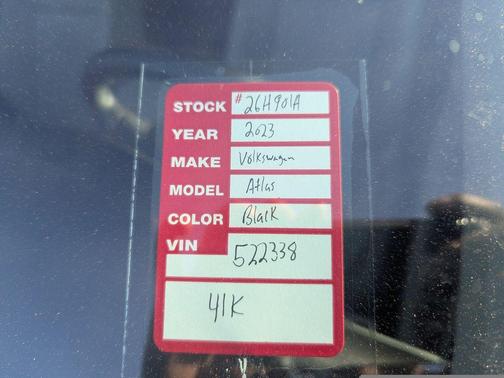 STOCK #26H901A
YEAR 2023
MAKE Volkswagen
MODEL Atlas
COLOR Black
VIN
522338
41K